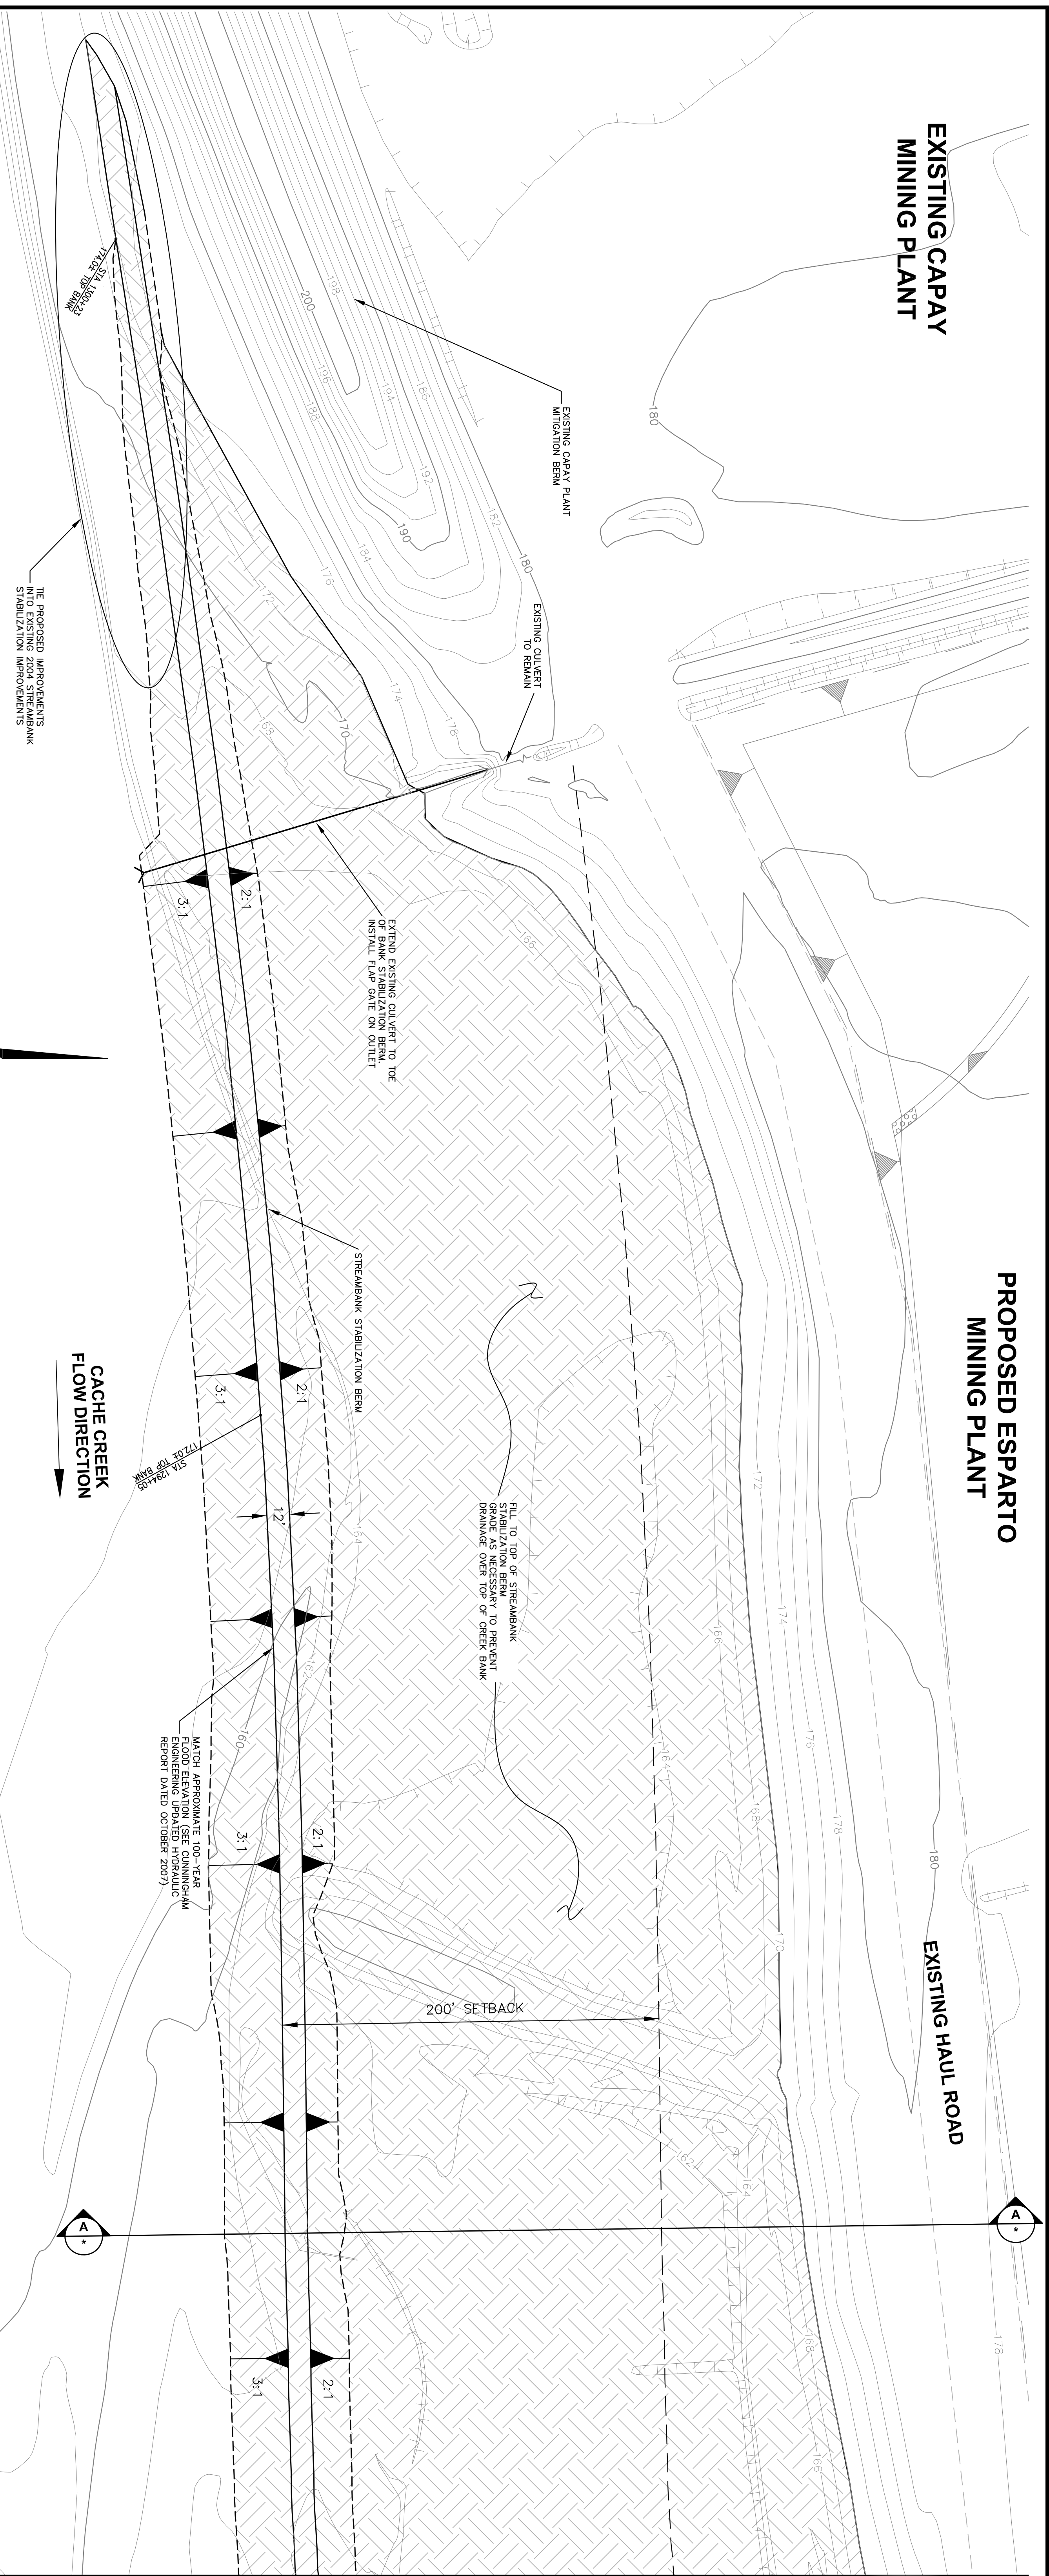 EXISTING CAPAY
MINING PLANT
PROPOSED ESPARTO
MINING PLANT
EXISTING HAUL ROAD
180
180
178
178
176
174
172
170
168
166
164
166
164
162
164
168
166
EXISTING CAPAY PLANT
MITIGATION BERM
198
200
196
194
188
186
192
182
190
184
180
176
172
174
178
170
168
166
EXISTING CULVERT
TO REMAIN
STA 1300+23
174.0± TOP BANK
TIE PROPOSED IMPROVEMENTS
INTO EXISTING 2004 STREAMBANK
STABILIZATION IMPROVEMENTS
EXTEND EXISTING CULVERT TO TOE
OF BANK STABILIZATION BERM.
INSTALL FLAP GATE ON OUTLET
2:1
3:1
STREAMBANK STABILIZATION BERM
2:1
3:1
STA 1294+05
172.0± TOP BANK
12'
164
162
160
FILL TO TOP OF STREAMBANK
STABILIZATION BERM
GRADE AS NECESSARY TO PREVENT
DRAINAGE OVER TOP OF CREEK BANK
MATCH APPROXIMATE 100-YEAR
FLOOD ELEVATION (SEE CUNNINGHAM
ENGINEERING UPDATED HYDRAULIC
REPORT DATED OCTOBER 2007)
2:1
3:1
200' SETBACK
2:1
3:1
CACHE CREEK
FLOW DIRECTION
A
*
A
*